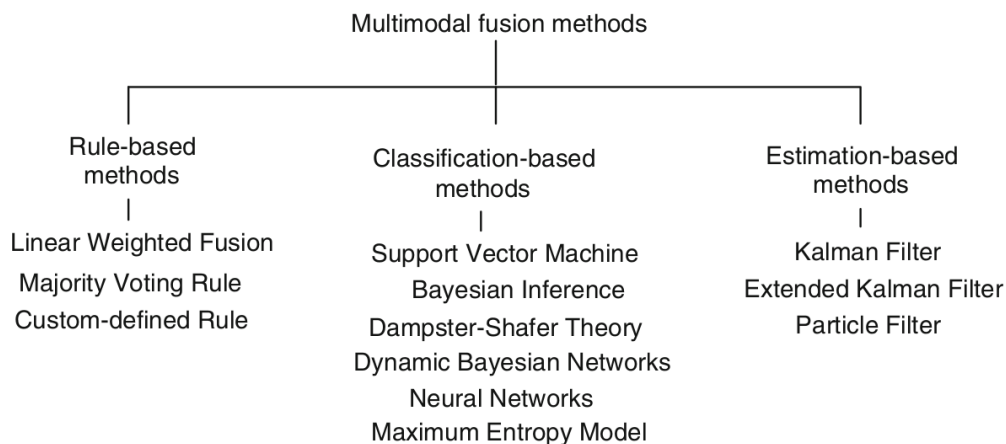 Multimodal fusion methods
Rule-based
methods
Linear Weighted Fusion
Majority Voting Rule
Custom-defined Rule
Classification-based
methods
Support Vector Machine
Bayesian Inference
Dampster-Shafer Theory
Dynamic Bayesian Networks
Neural Networks
Maximum Entropy Model
Estimation-based
methods
Kalman Filter
Extended Kalman Filter
Particle Filter